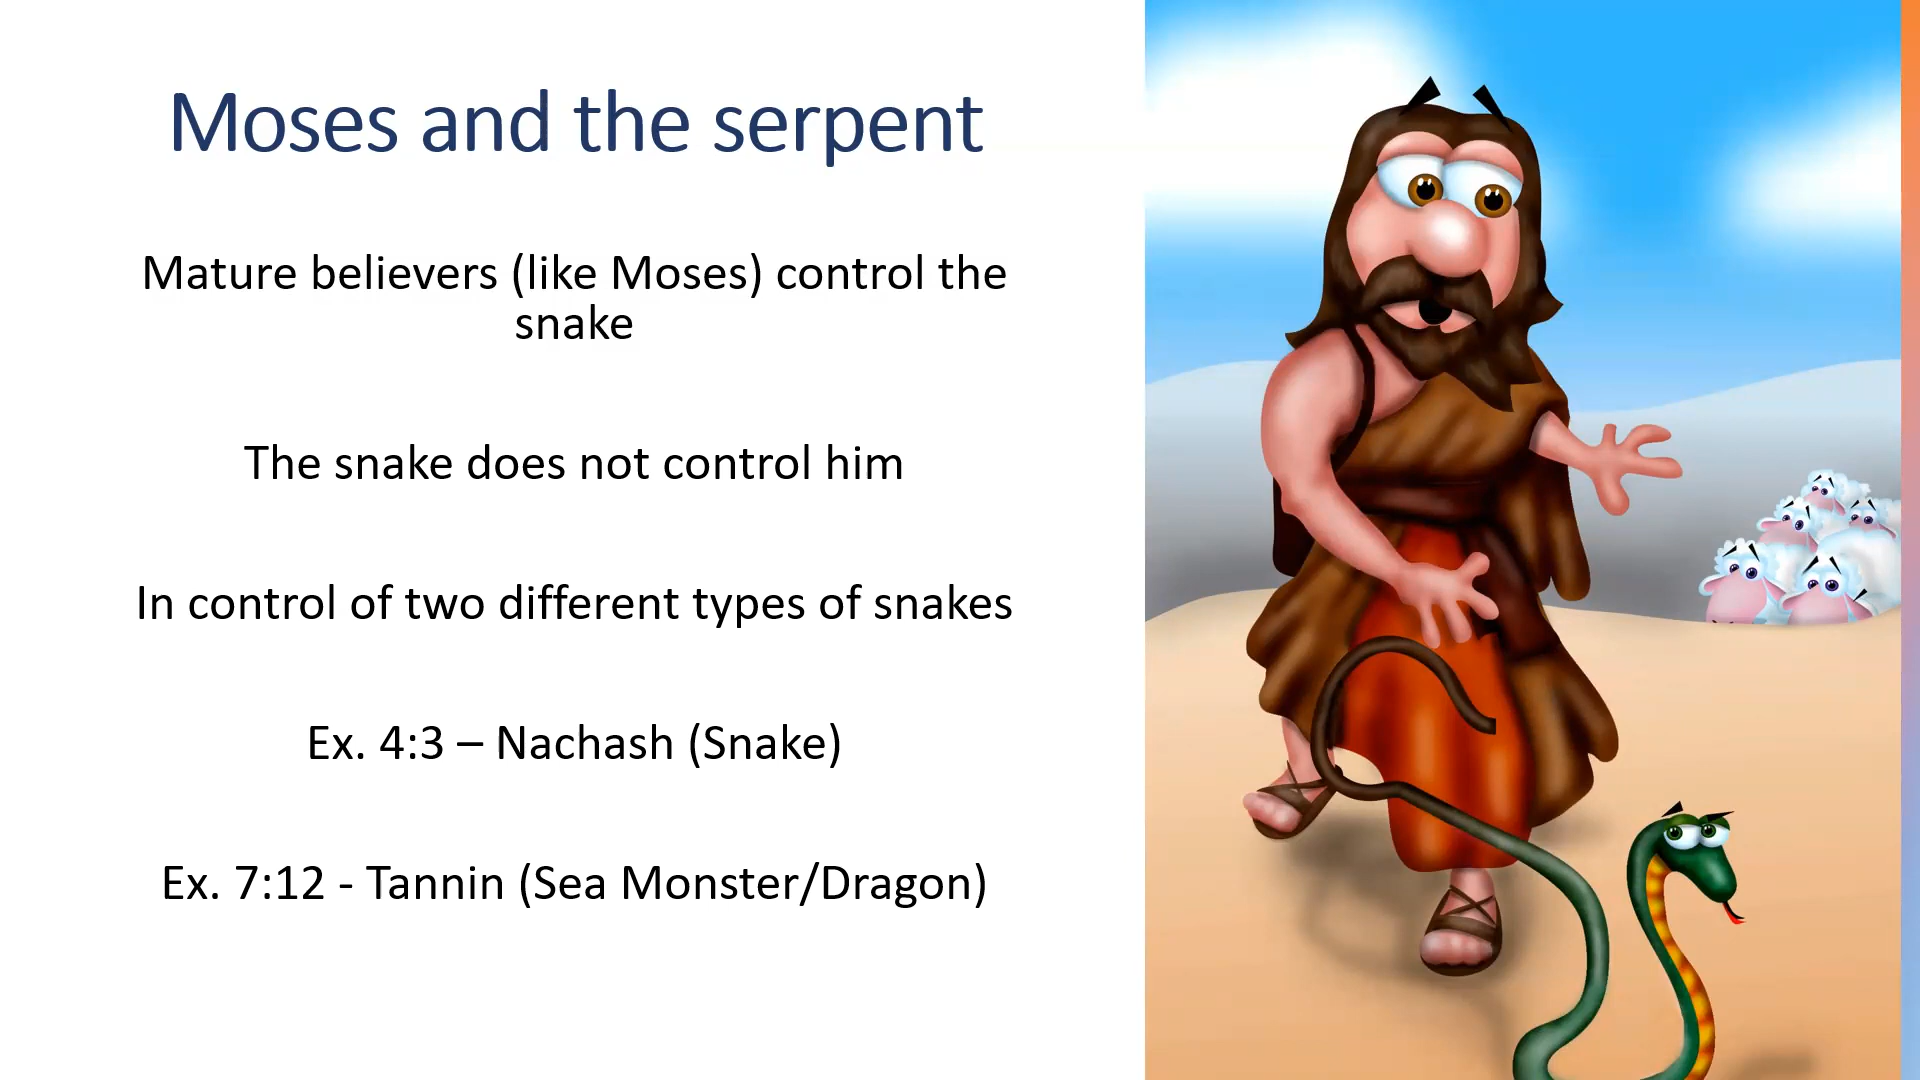 Moses and the serpent
Mature believers (like Moses) control the
snake
The snake does not control him
In control of two different types of snakes
Ex. 4:3 – Nachash (Snake)
Ex. 7:12 - Tannin (Sea Monster/Dragon)